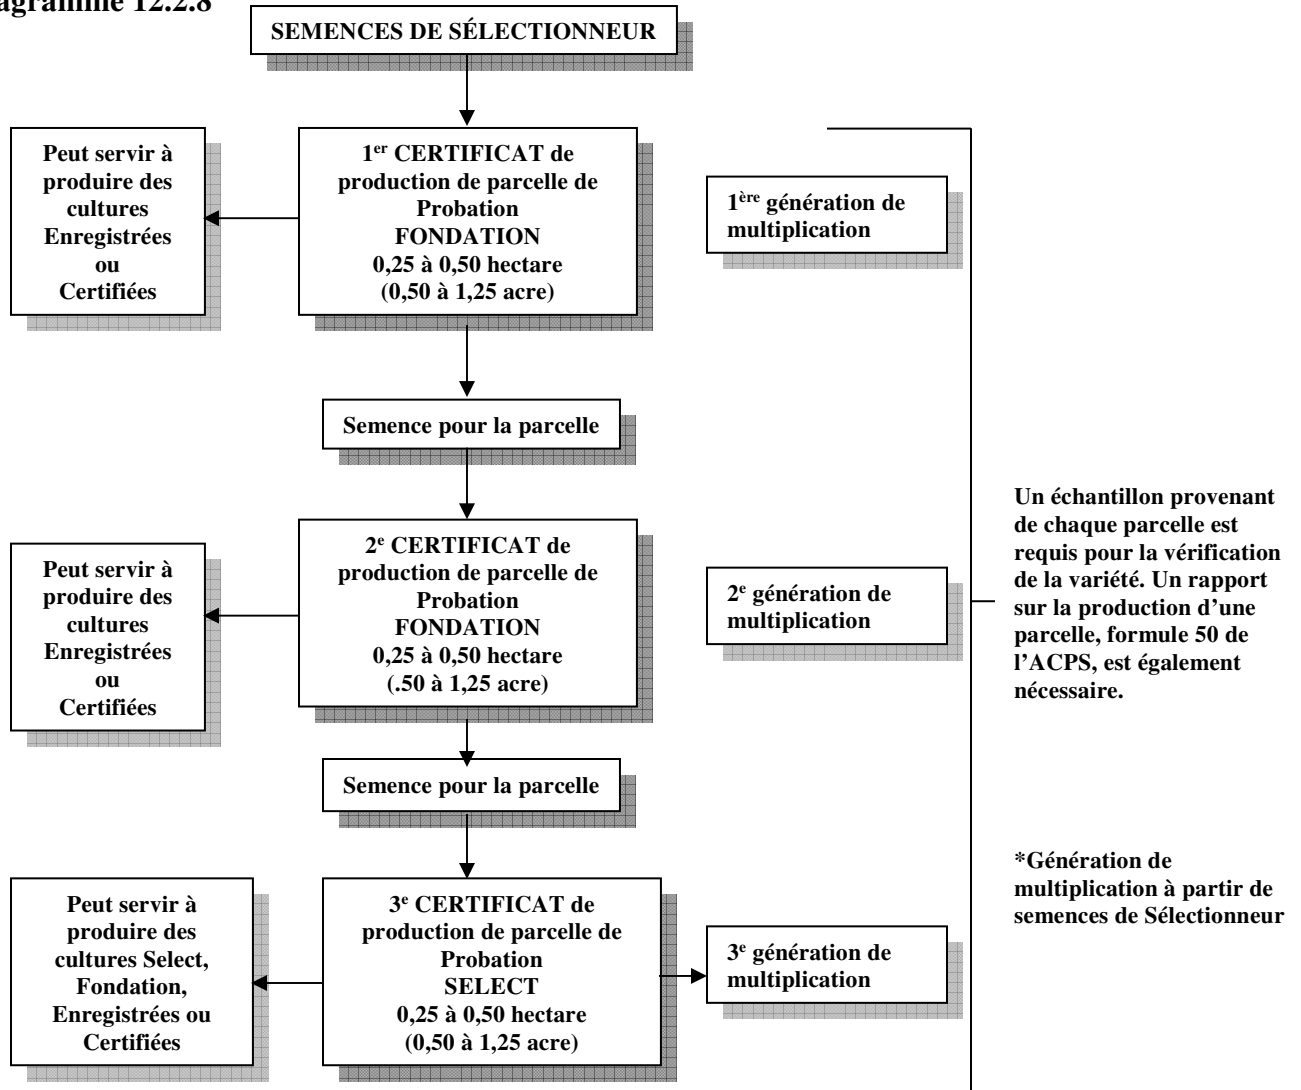 agramme 12.2.8
SEMENCES DE SÉLECTIONNEUR
Peut servir à
produire des
cultures
Enregistrées
ou
Certifiées
1er CERTIFICAT de
production de parcelle de
Probation
FONDATION
0,25 à 0,50 hectare
(0,50 à 1,25 acre)
1ère génération de
multiplication
Semence pour la parcelle
Peut servir à
produire des
cultures
Enregistrées
ou
Certifiées
2e CERTIFICAT de
production de parcelle de
Probation
FONDATION
0,25 à 0,50 hectare
(.50 à 1,25 acre)
2e génération de
multiplication
Un échantillon provenant
de chaque parcelle est
requis pour la vérification
de la variété. Un rapport
sur la production d’une
parcelle, formule 50 de
l’ACPS, est également
nécessaire.
Semence pour la parcelle
Peut servir à
produire des
cultures Select,
Fondation,
Enregistrées ou
Certifiées
3e CERTIFICAT de
production de parcelle de
Probation
SELECT
0,25 à 0,50 hectare
(0,50 à 1,25 acre)
3e génération de
multiplication
*Génération de
multiplication à partir de
semences de Sélectionneur